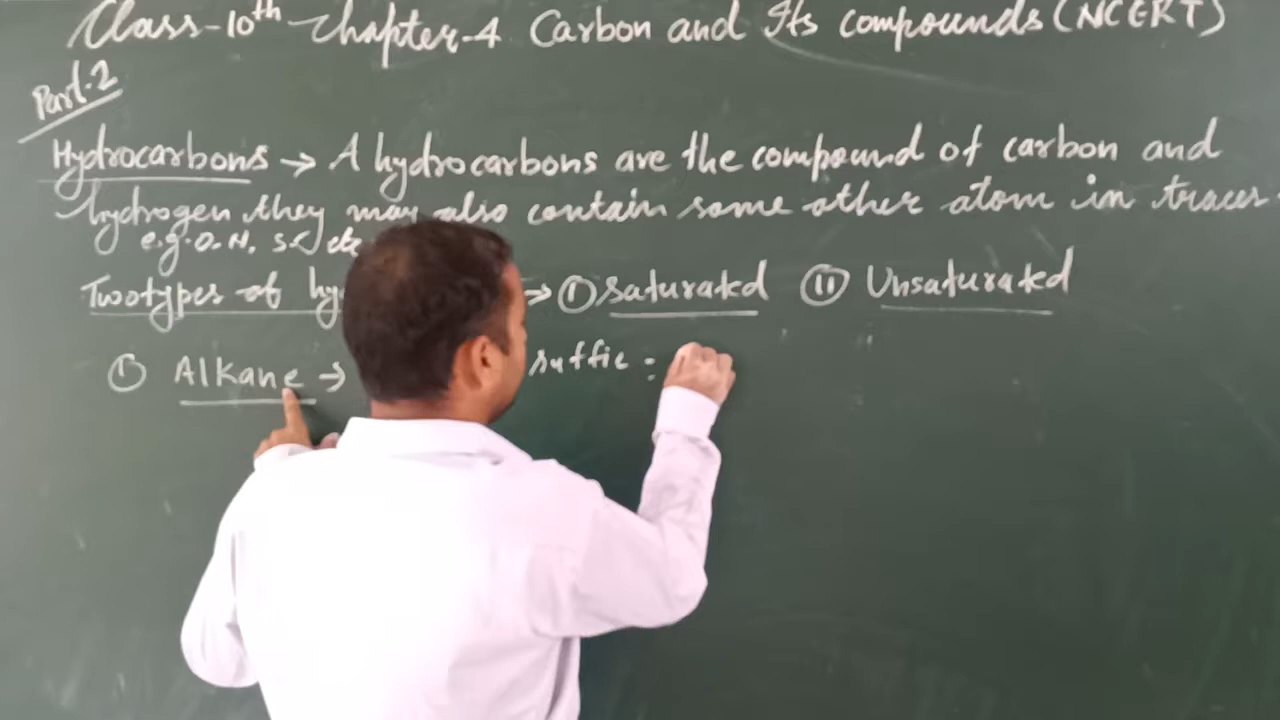 Class-10th Chapter-4 Carbon and Its compounds (NCERT)
Part-2
Hydrocarbons → A hydrocarbons are the compound of carbon and
hydrogen they may also contain some other atom in traces.
e.g. O, N, S, etc
Two types of hy → ① Saturated ⑪ Unsaturated
① Alkane → suffic :